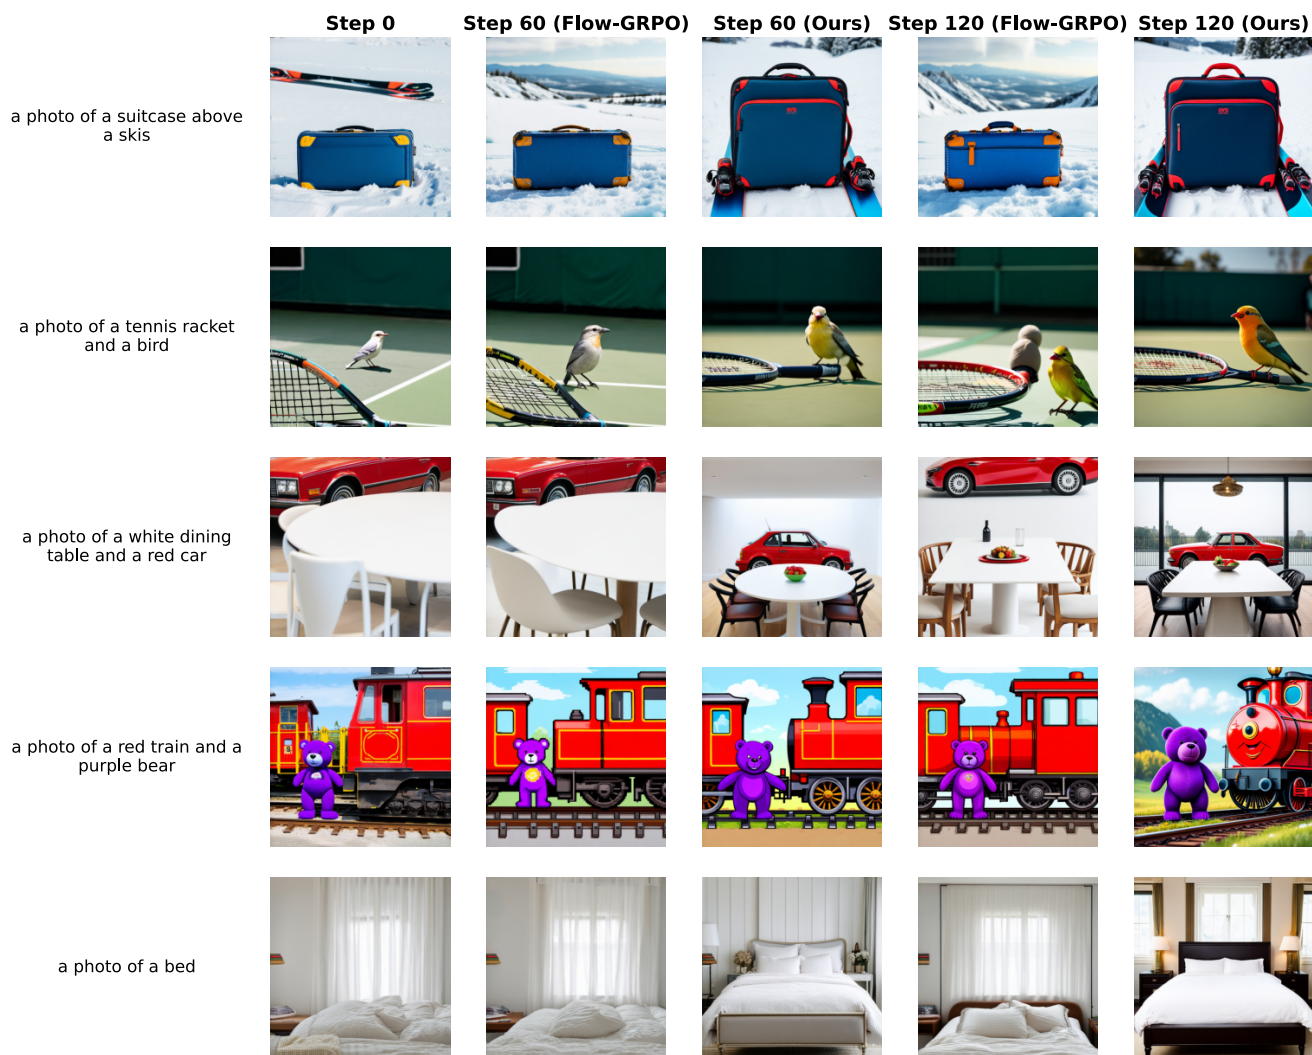 Step 0
Step 60 (Flow-GRPO)
Step 60 (Ours)
Step 120 (Flow-GRPO)
Step 120 (Ours)
a photo of a suitcase above
a skis
a photo of a tennis racket
and a bird
a photo of a white dining
table and a red car
a photo of a red train and a
purple bear
a photo of a bed